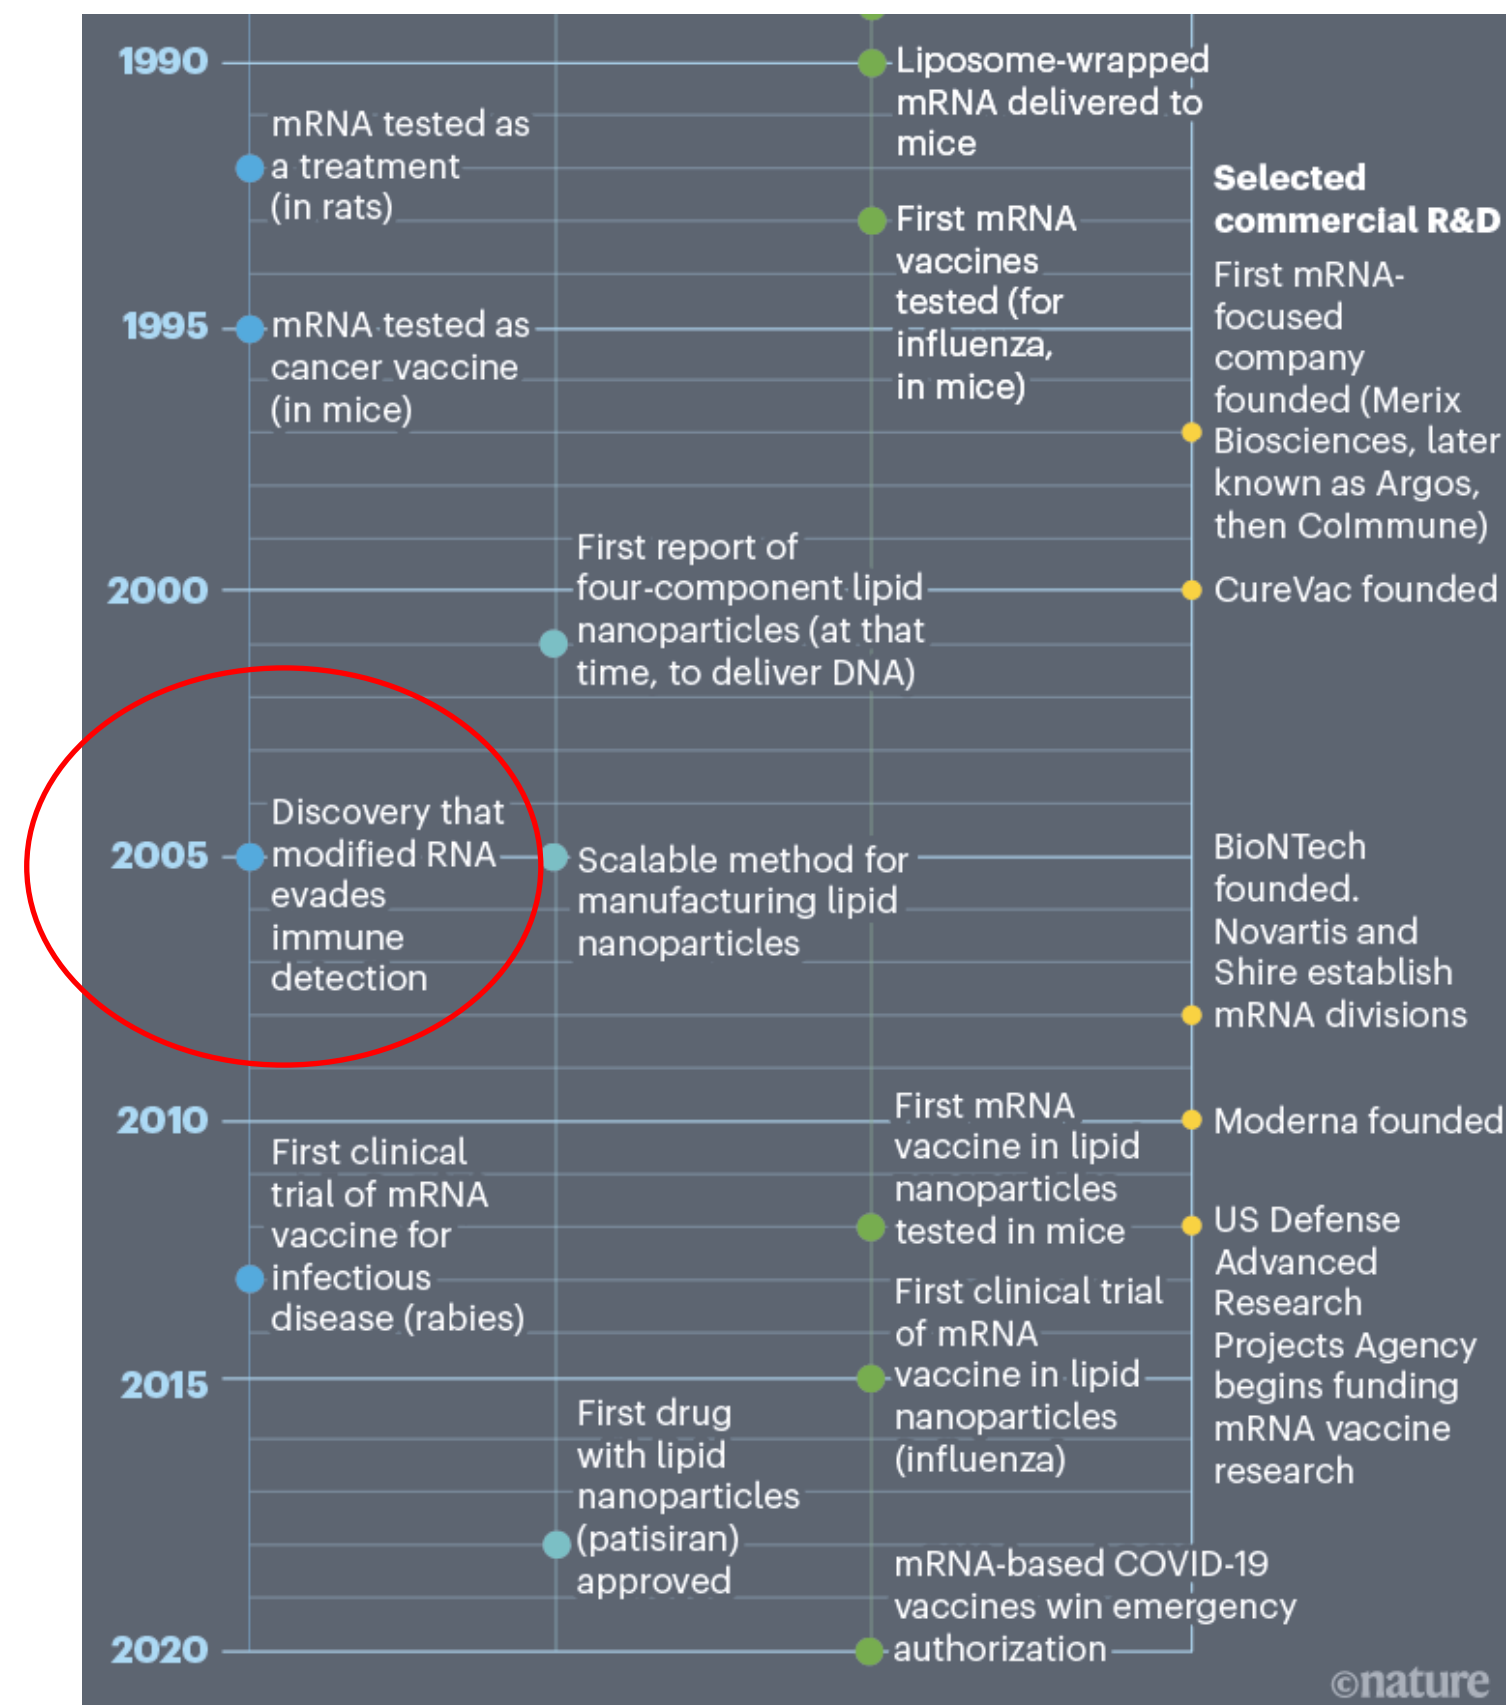 1990
Liposome-wrapped
mRNA delivered to
mice
mRNA tested as
a treatment
(in rats)
Selected
commercial R&D
First mRNA
vaccines
tested (for
influenza,
in mice)
First mRNA-
focused
company
founded (Merix
Biosciences, later
known as Argos,
then CoImmune)
1995
mRNA tested as
cancer vaccine
(in mice)
First report of
four-component lipid
nanoparticles (at that
time, to deliver DNA)
2000
CureVac founded
Discovery that
modified RNA
evades
immune
detection
2005
Scalable method for
manufacturing lipid
nanoparticles
BioNTech
founded.
Novartis and
Shire establish
mRNA divisions
2010
First mRNA
vaccine in lipid
nanoparticles
tested in mice
Moderna founded
First clinical
trial of mRNA
vaccine for
infectious
disease (rabies)
US Defense
Advanced
Research
Projects Agency
begins funding
mRNA vaccine
research
First clinical trial
of mRNA
vaccine in lipid
nanoparticles
(influenza)
2015
First drug
with lipid
nanoparticles
(patisiran)
approved
mRNA-based COVID-19
vaccines win emergency
authorization
2020
©nature